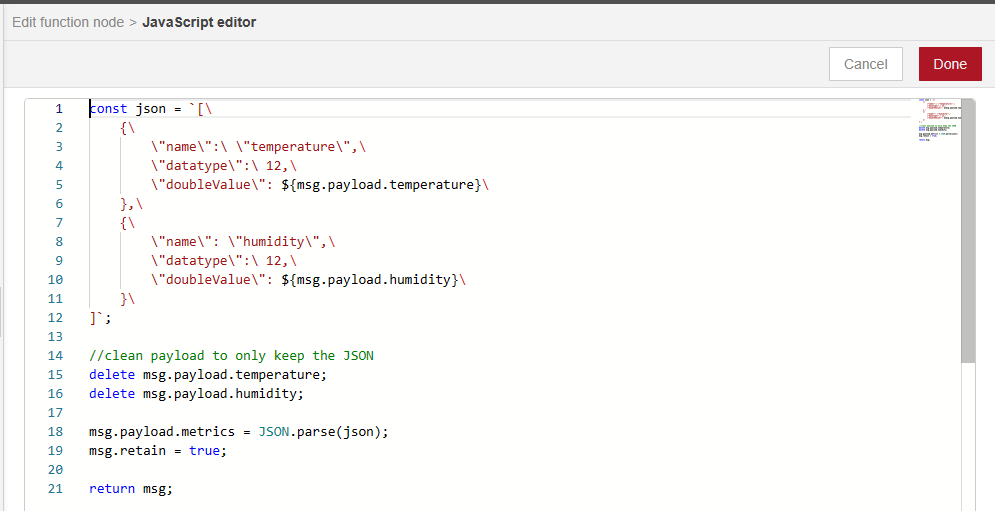 Edit function node > JavaScript editor
Cancel
Done
1 const json = `[\
2     {\
3         \"name\":\ \"temperature\",\
4         \"datatype\":\ 12,\
5         \"doubleValue\": ${msg.payload.temperature}\
6     },\
7     {\
8         \"name\": \"humidity\",\
9         \"datatype\":\ 12,\
10         \"doubleValue\": ${msg.payload.humidity}\
11     }\
12 ]`;
13
14 //clean payload to only keep the JSON
15 delete msg.payload.temperature;
16 delete msg.payload.humidity;
17
18 msg.payload.metrics = JSON.parse(json);
19 msg.retain = true;
20
21 return msg;